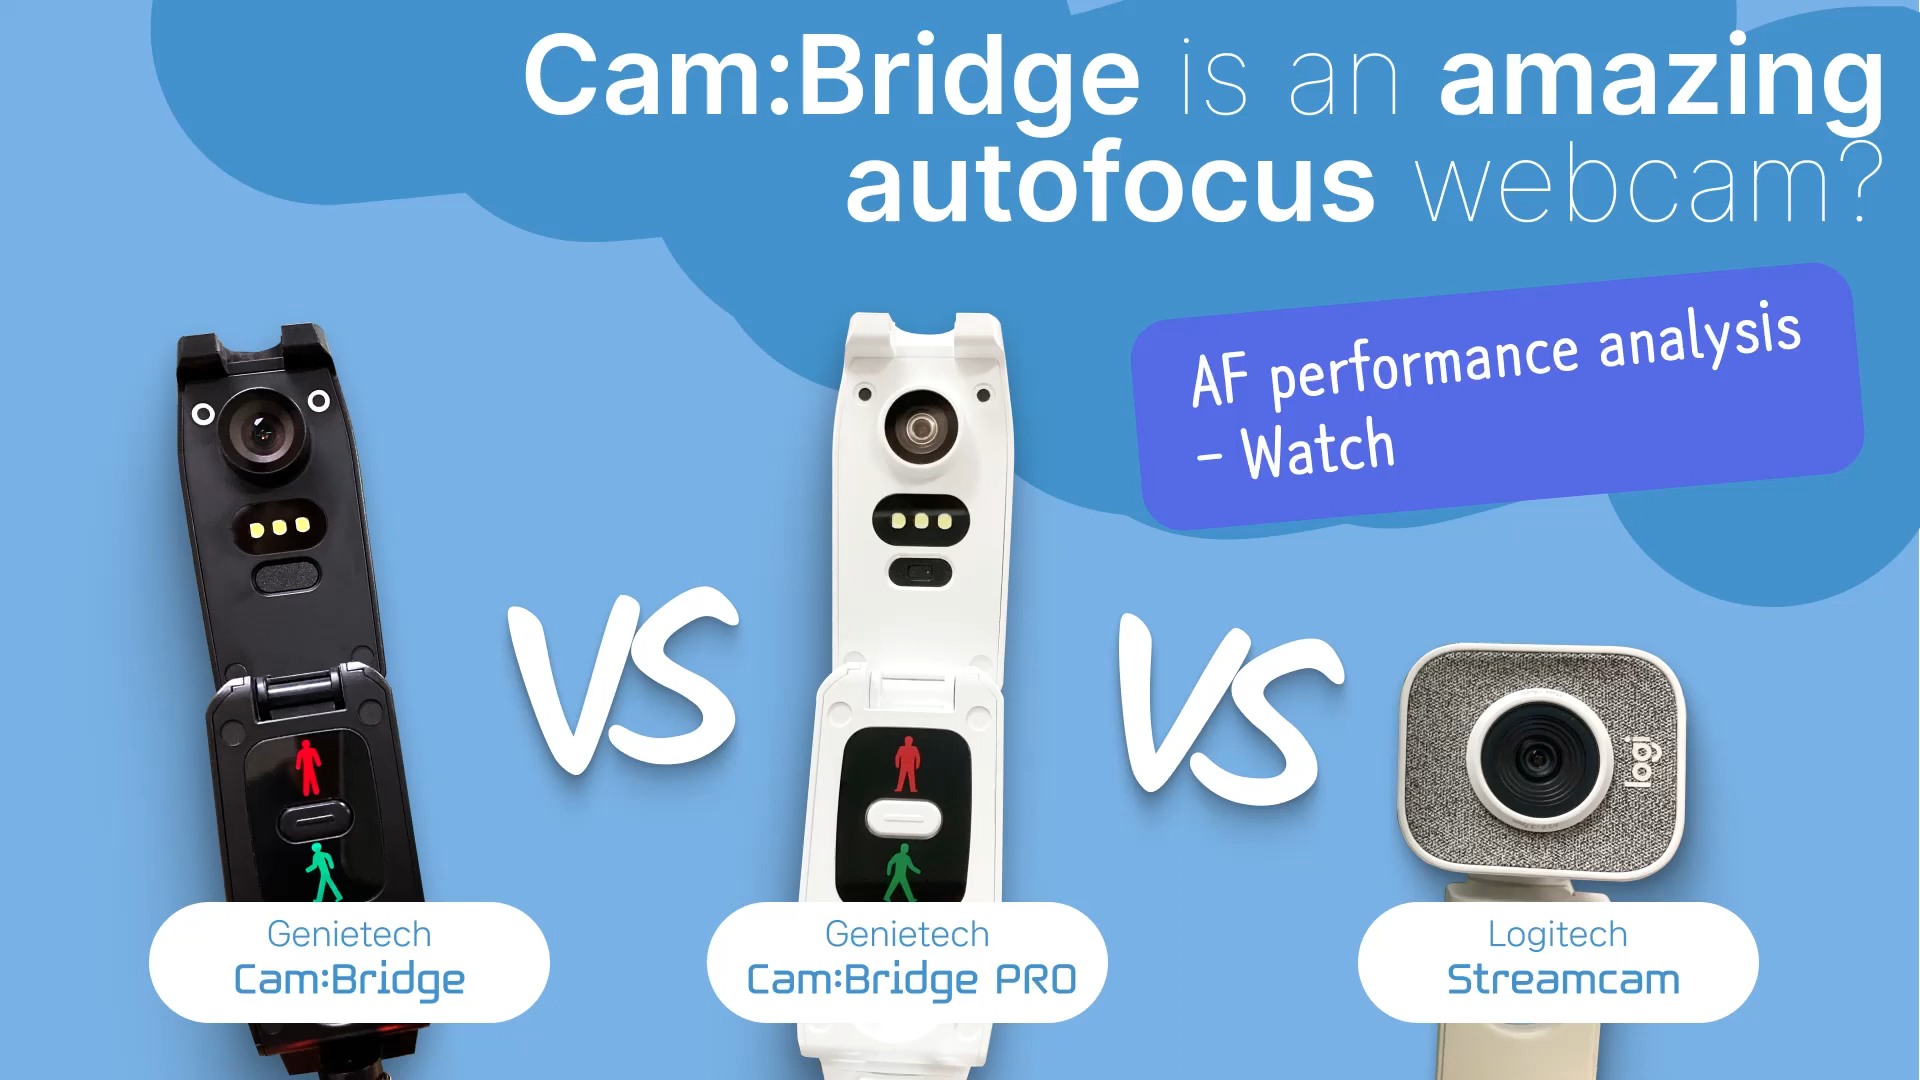 Cam:Bridge is an amazing
autofocus webcam?
AF performance analysis
- Watch
VS
VS
logi
Genietech
Cam:Bridge
Genietech
Cam:Bridge PRO
Logitech
Streamcam